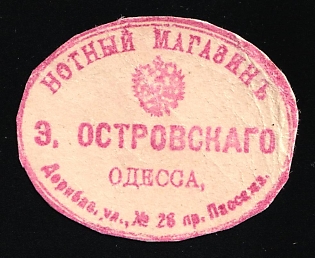 НОТНЫЙ МАГАЗИНЪ
Э. ОСТРОВСКАГО
ОДЕССА,
Дерибас. ул., № 26 пр. Пассажа.